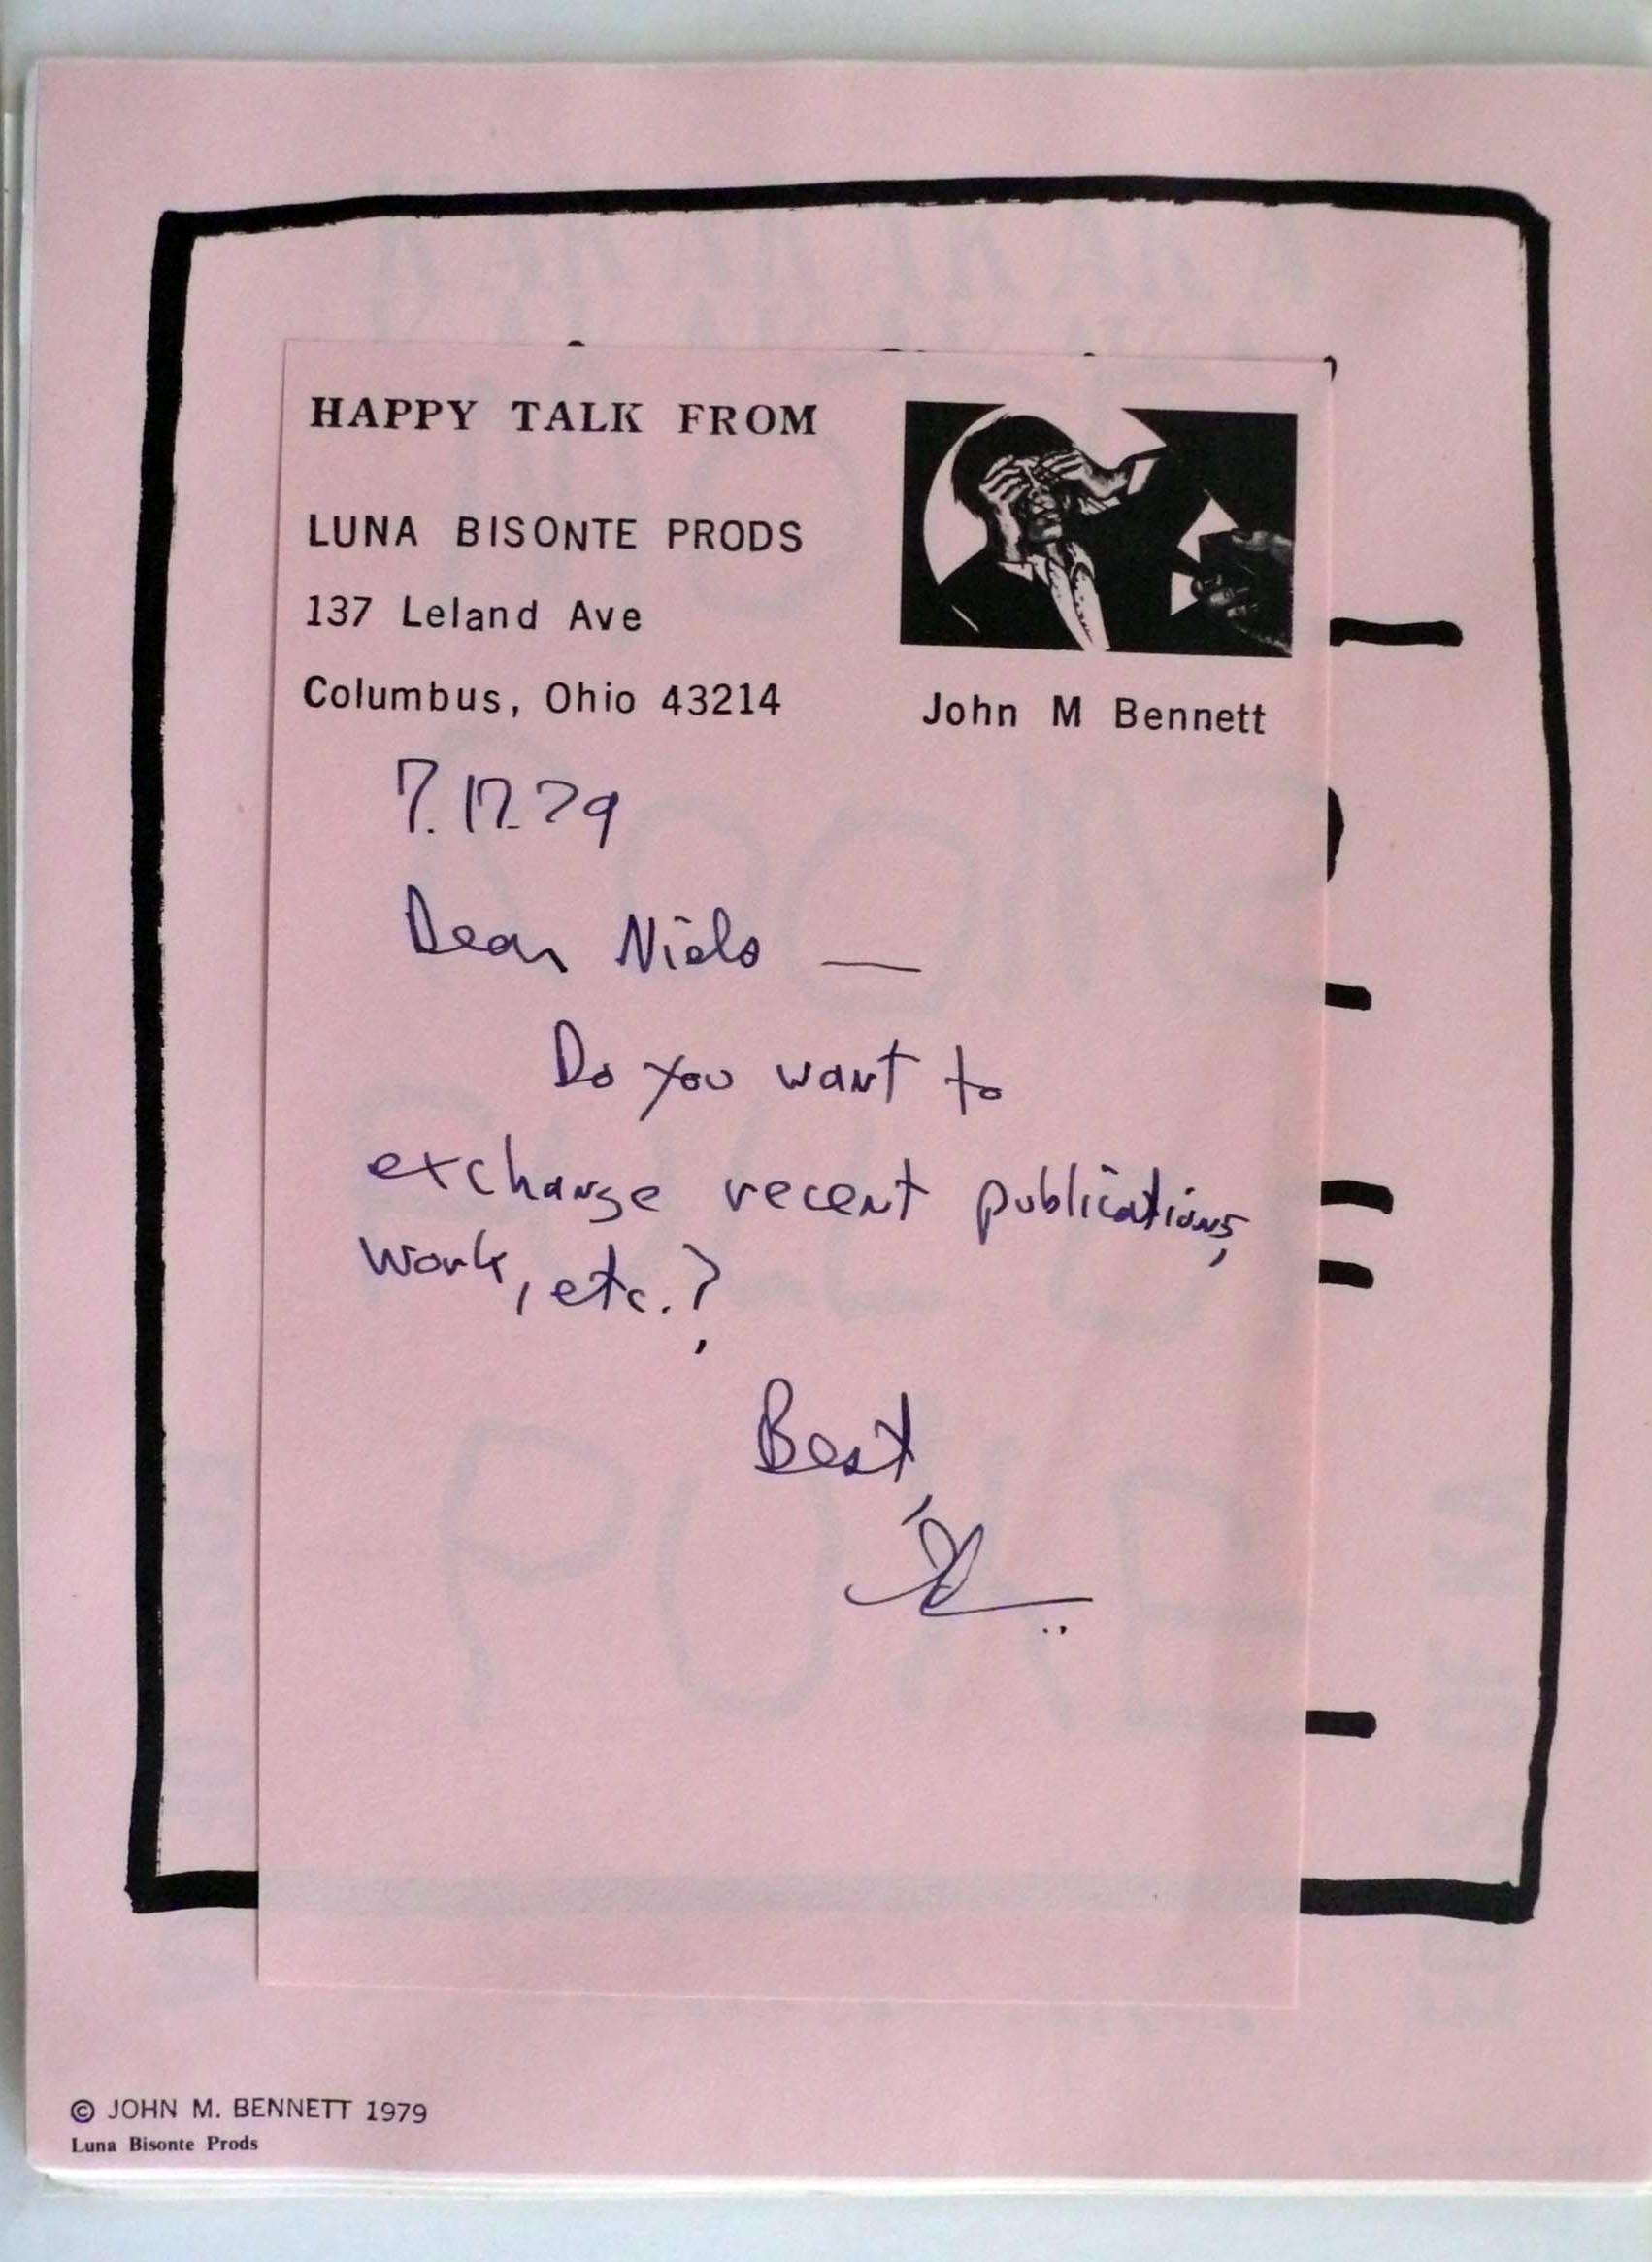 HAPPY TALK FROM
LUNA BISONTE PRODS
137 Leland Ave
Columbus, Ohio 43214
John M Bennett
7.17.79
Dear Niels —
Do you want to
exchange recent publications,
work, etc.?
Best,
© JOHN M. BENNETT 1979
Luna Bisonte Prods